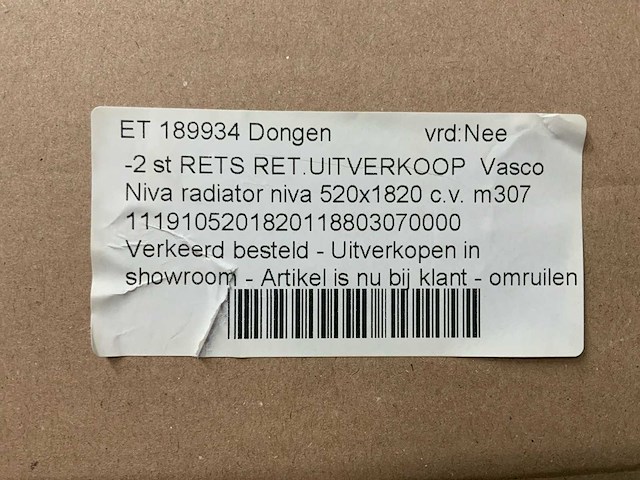 ET 189934 Dongen vrd:Nee
-2 st RETS RET.UITVERKOOP Vasco
Niva radiator niva 520x1820 c.v. m307
1119105201820118803070000
Verkeerd besteld - Uitverkopen in
showroom - Artikel is nu bij klant - omruilen